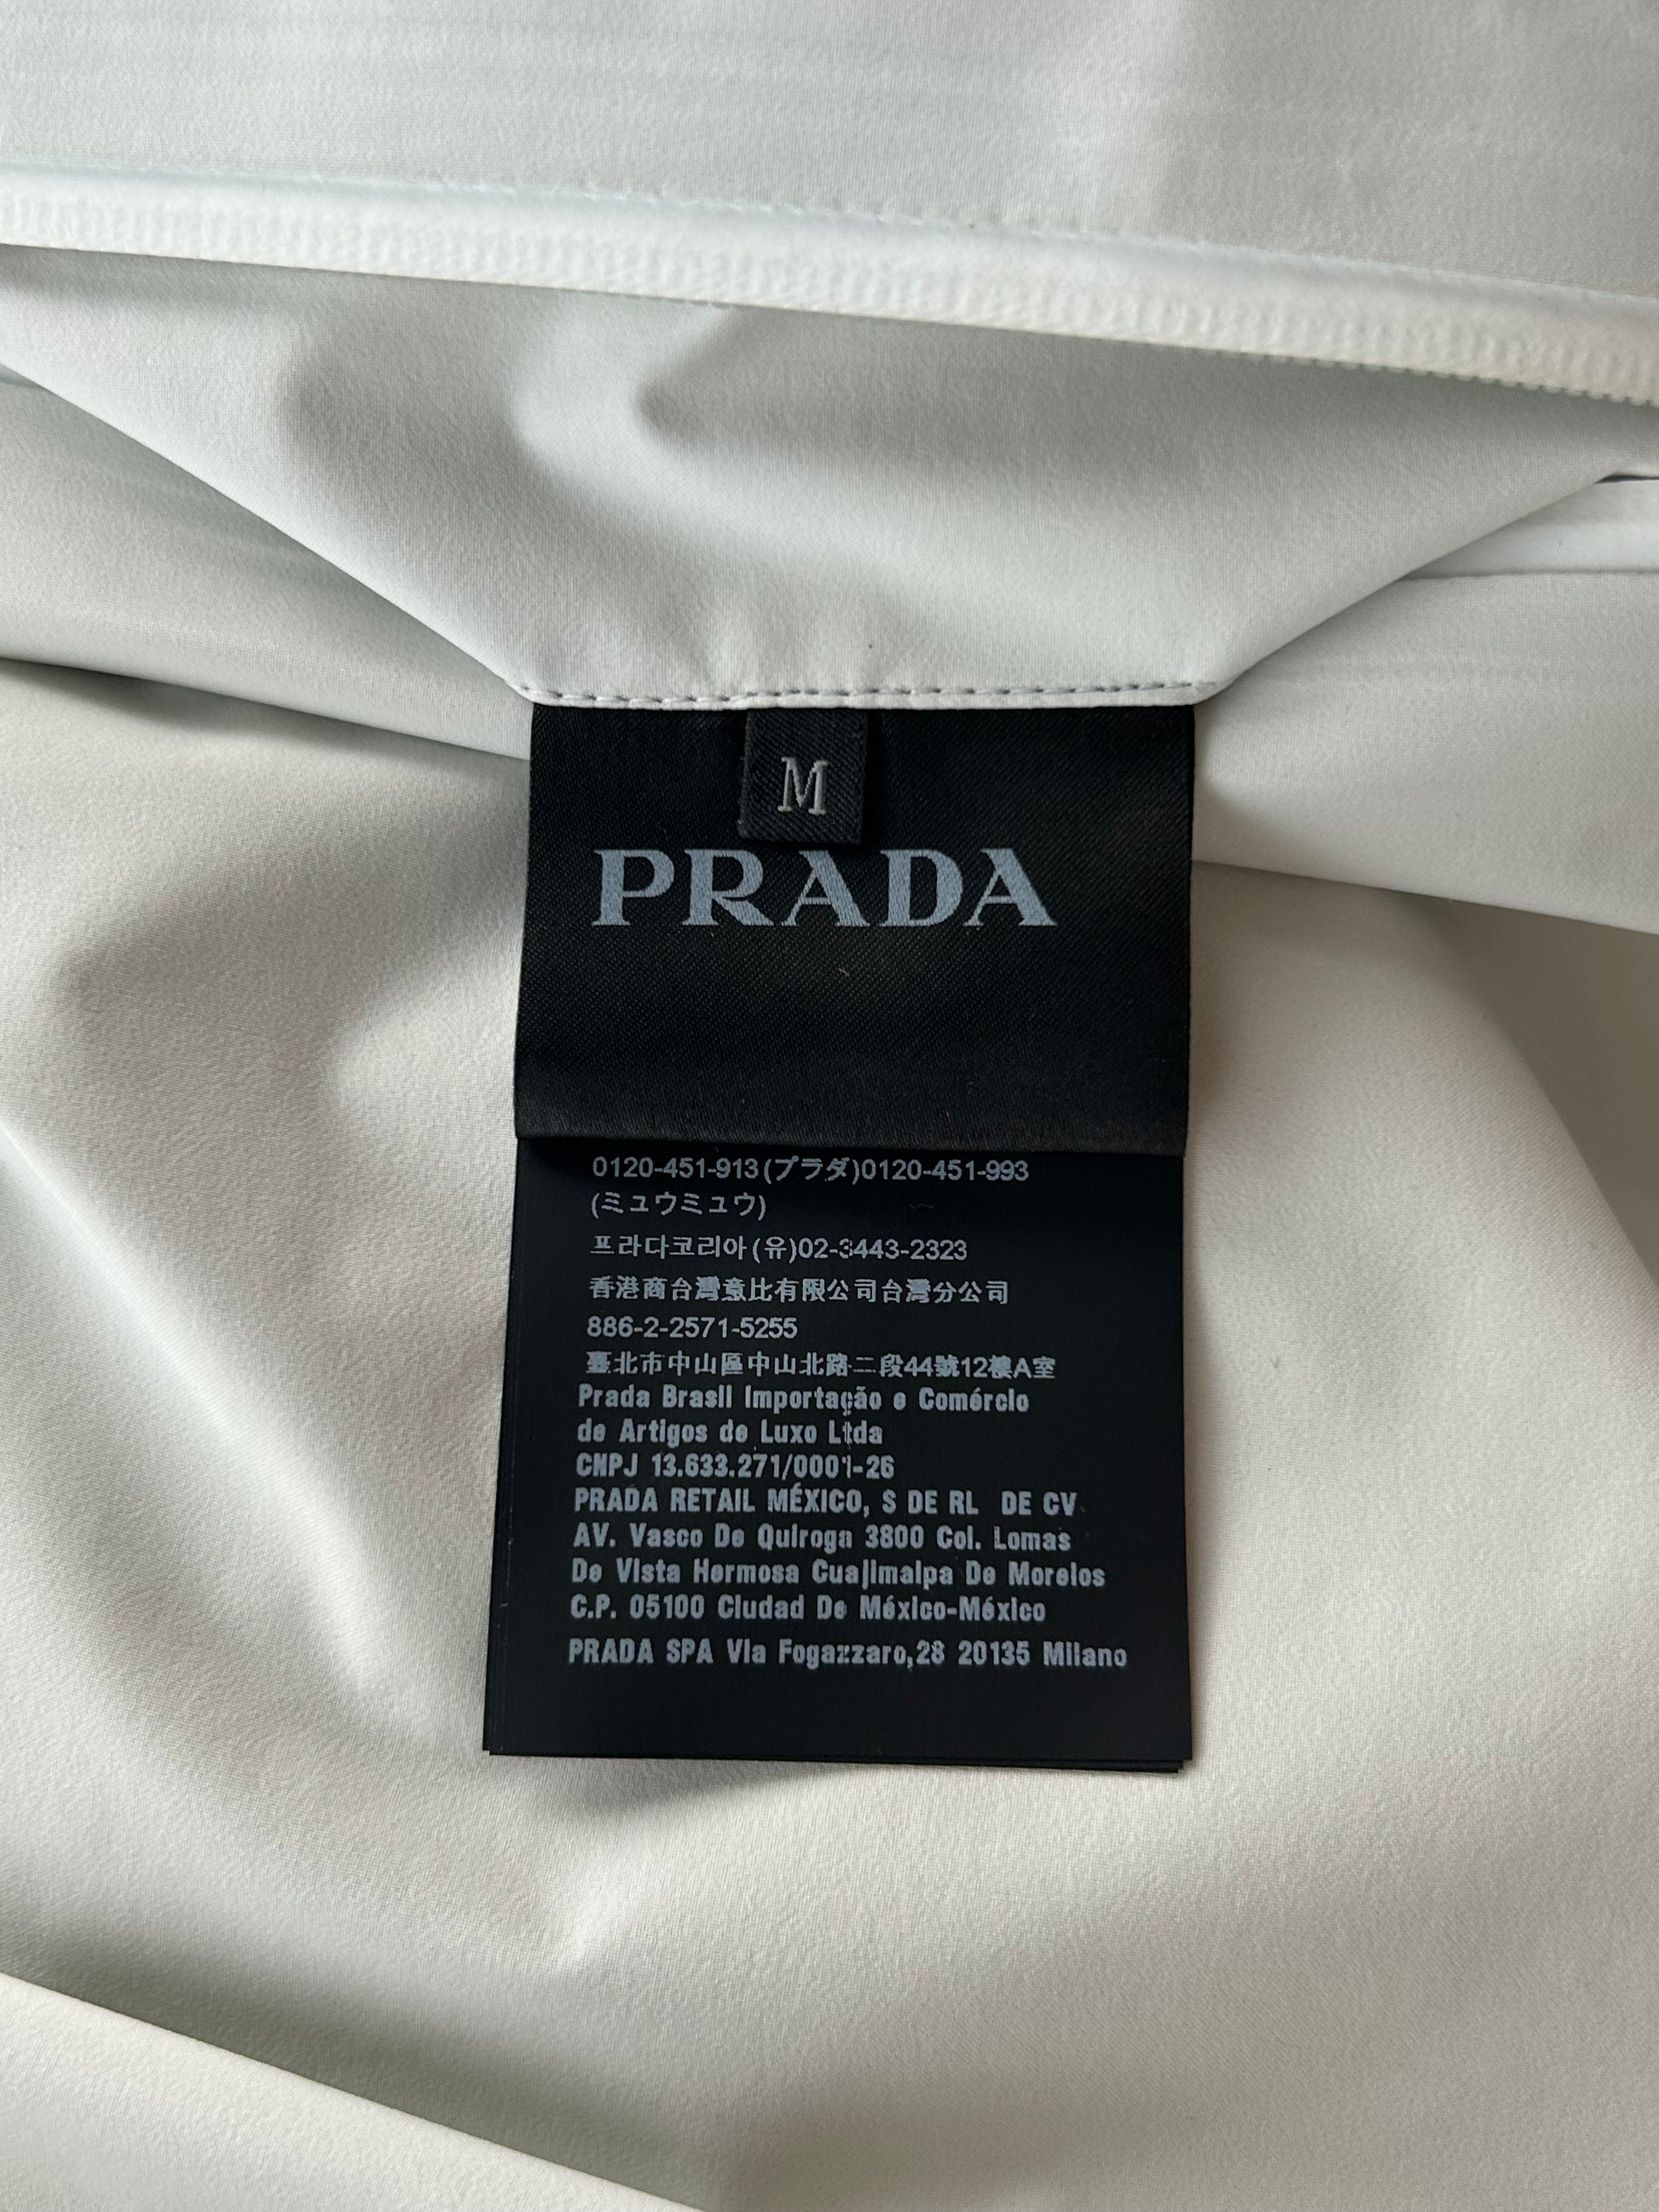 M
PRADA
0120-451-913(プラダ)0120-451-993
(ミュウミュウ)
프라다코리아(유)02-3443-2323
香港商台灣意比有限公司台灣分公司
886-2-2571-5255
臺北市中山區中山北路二段44號12樓A室
Prada Brasil Importação e Comércio
de Artigos de Luxo Ltda
CNPJ 13.633.271/0001-26
PRADA RETAIL MÉXICO, S DE RL DE CV
AV. Vasco De Quiroga 3800 Col. Lomas
De Vista Hermosa Cuajimalpa De Morelos
C.P. 05100 Ciudad De México-México
PRADA SPA Via Fogazzaro,28 20135 Milano